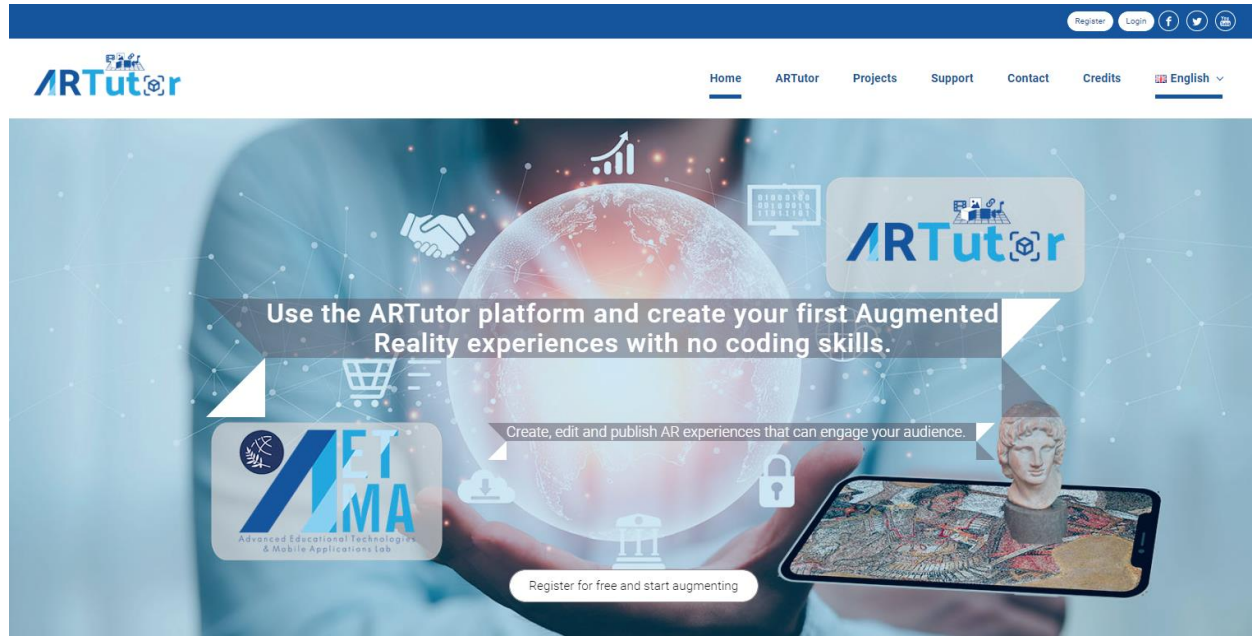 Register Login
ARTutor
Home ARTutor Projects Support Contact Credits English
ARTutor
Use the ARTutor platform and create your first Augmented
Reality experiences with no coding skills.
Create, edit and publish AR experiences that can engage your audience.
AETMA
Advanced Educational Technologies
& Mobile Applications Lab
Register for free and start augmenting